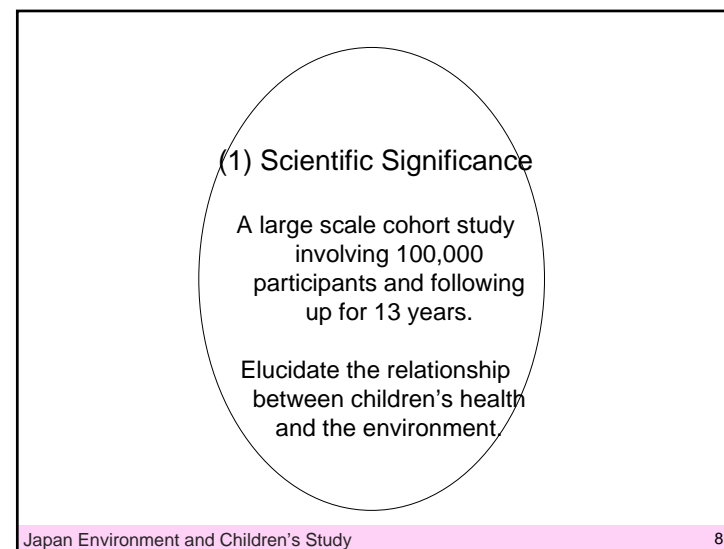 (1) Scientific Significance
A large scale cohort study
involving 100,000
participants and following
up for 13 years.
Elucidate the relationship
between children’s health
and the environment.
Japan Environment and Children’s Study
8